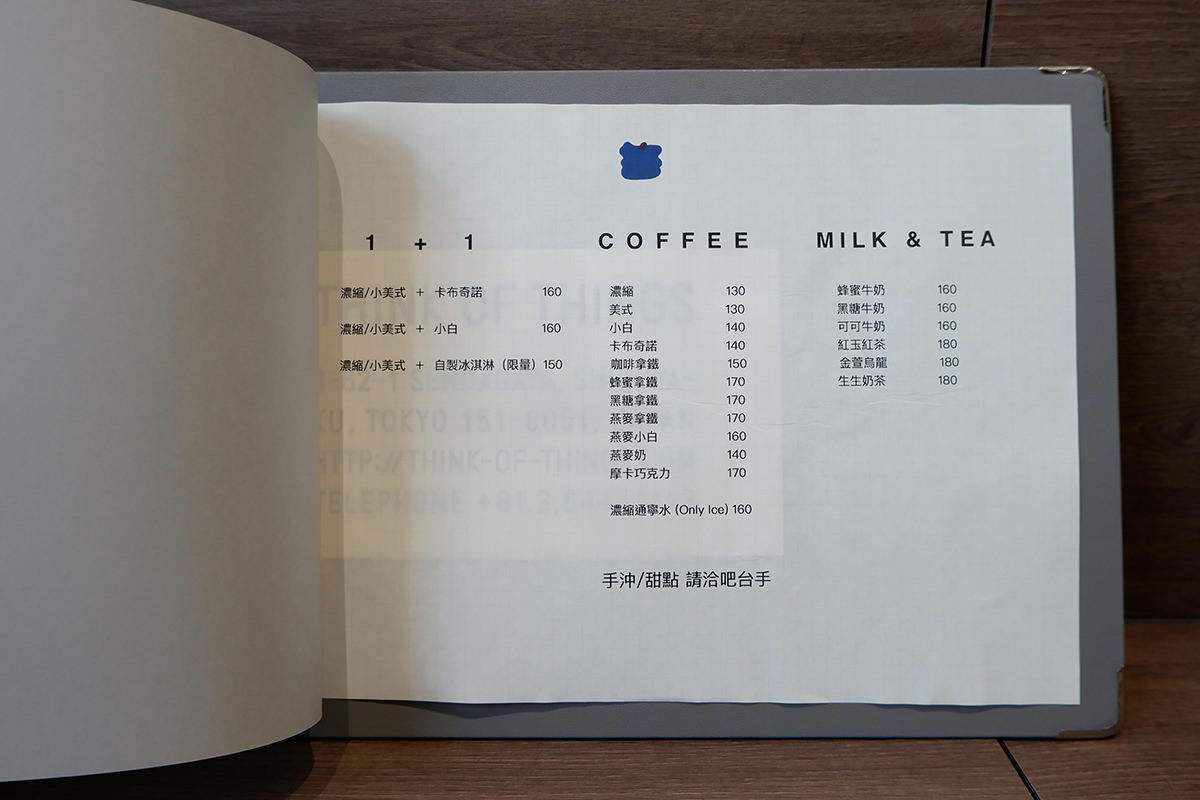 1 + 1
濃縮/小美式 + 卡布奇諾 160
濃縮/小美式 + 小白 160
濃縮/小美式 + 自製冰淇淋（限量）150
COFFEE
濃縮 130
美式 130
小白 140
卡布奇諾 140
咖啡拿鐵 150
蜂蜜拿鐵 170
黑糖拿鐵 170
燕麥拿鐵 170
燕麥小白 160
燕麥奶 140
摩卡巧克力 170
濃縮通寧水 (Only Ice) 160
手沖/甜點 請洽吧台手
MILK & TEA
蜂蜜牛奶 160
黑糖牛奶 160
可可牛奶 160
紅玉紅茶 180
金萱烏龍 180
生生奶茶 180
THINK OF THINGS
TOKYO 151-
HTTP://THINK-OF-
TELEPHONE +81.3.